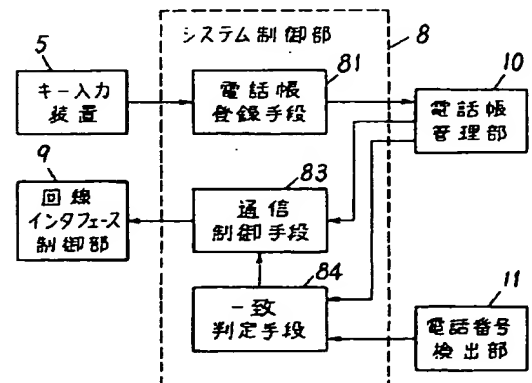 システム制御部
8
5
キー入力
装置
81
電話帳
登録手段
10
電話帳
管理部
9
回線
インタフェース
制御部
83
通信
制御手段
84
一致
判定手段
11
電話番号
検出部